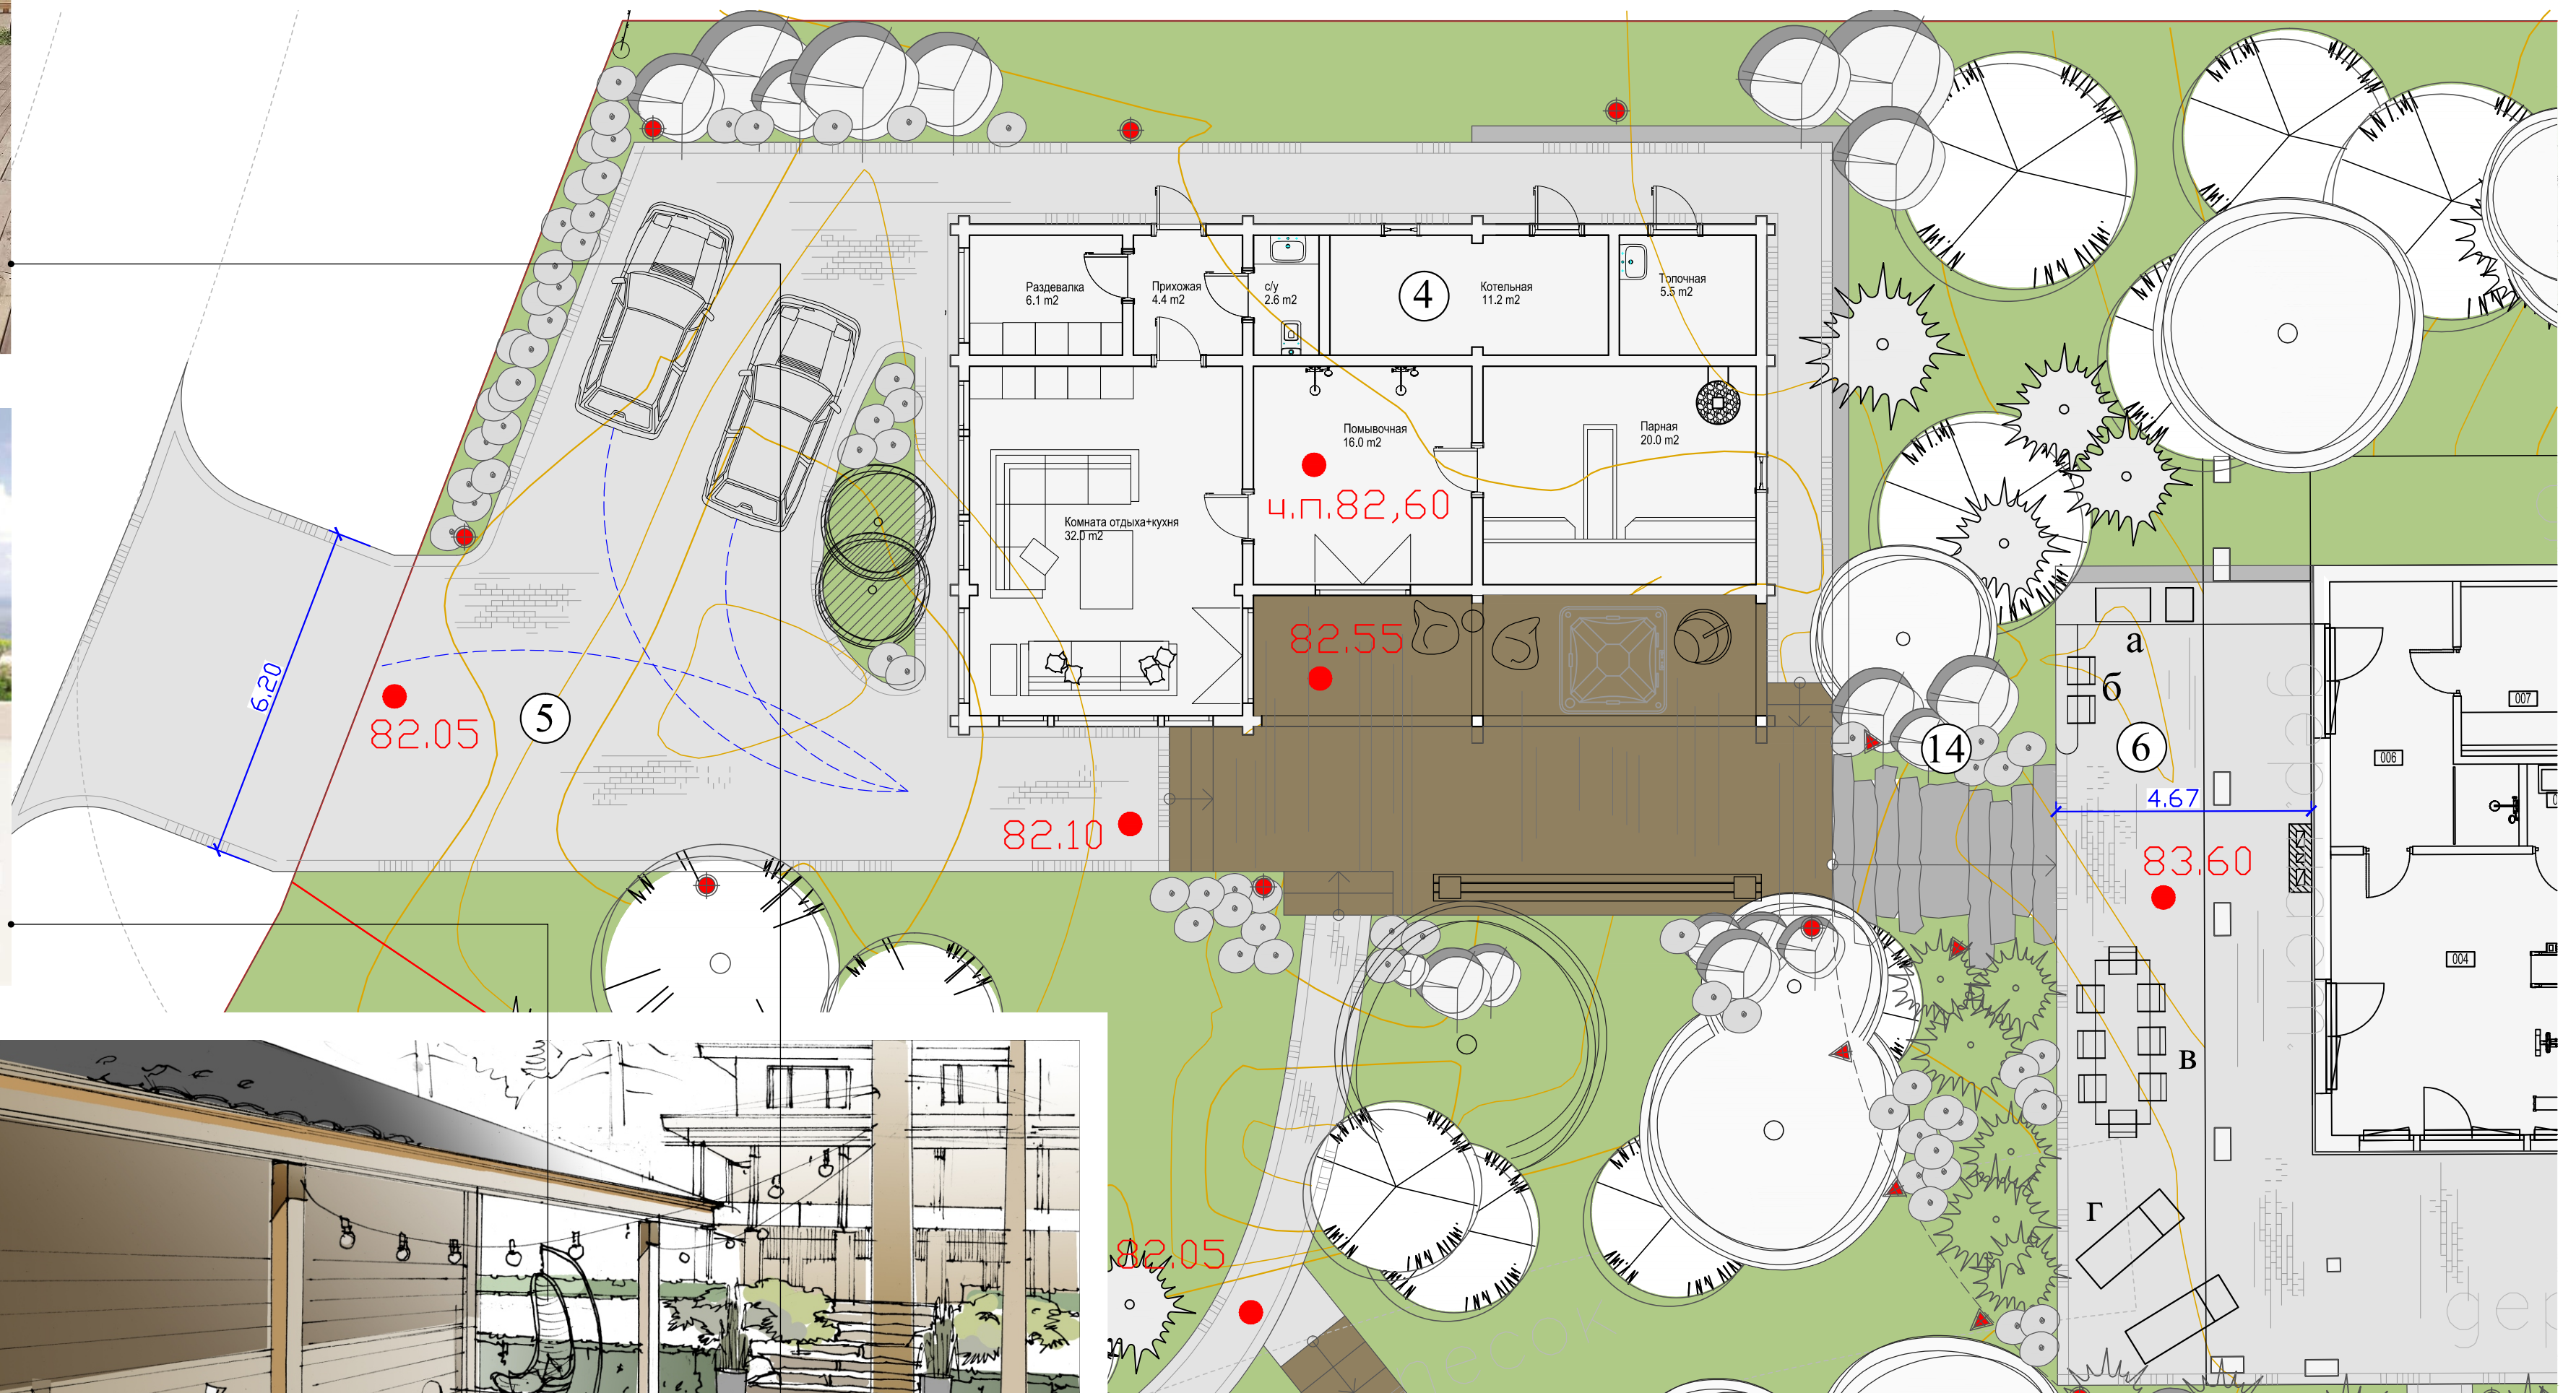 Раздевалка
6.1 m2
Прихожая
4.4 m2
с/у
2.6 m2
4
Котельная
11.2 m2
Топочная
5.5 m2
Помывочная
16.0 m2
Парная
20.0 m2
ч.п.82,60
Комната отдыха+кухня
32.0 m2
82.55
6.20
82.05
5
82.10
14
а
б
6
4.67
83.60
007
006
004
в
г
82.05